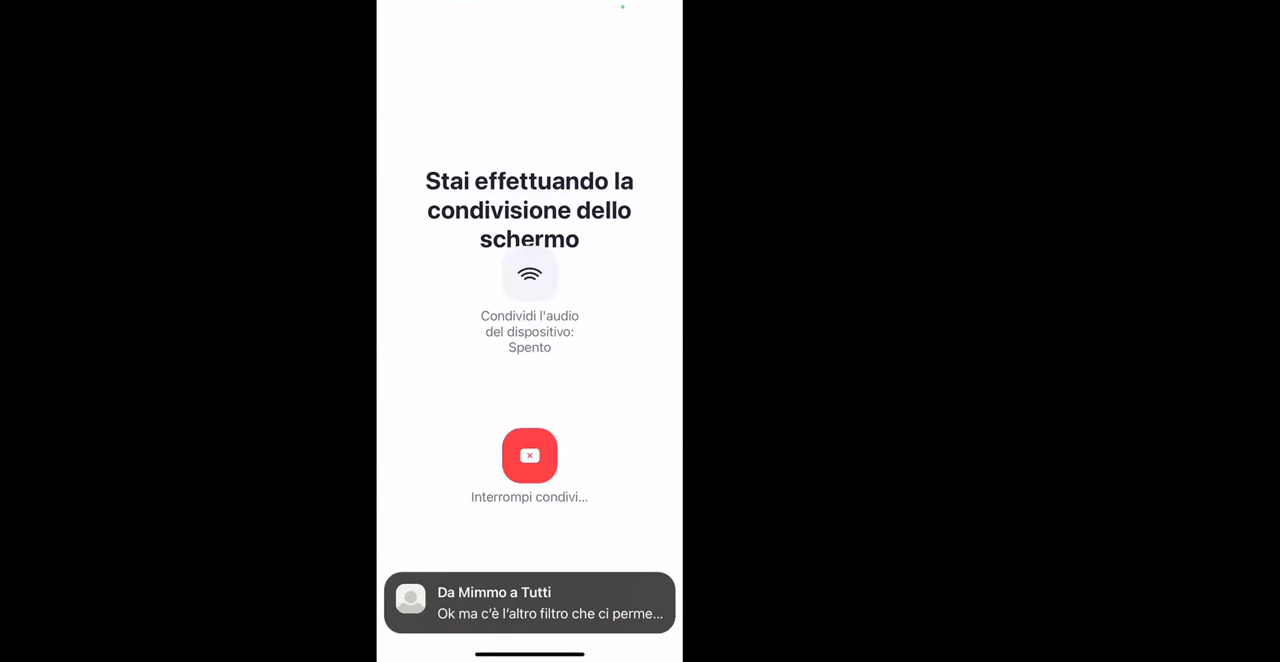 Stai effettuando la
condivisione dello
schermo
Condividi l'audio
del dispositivo:
Spento
Interrompi condivi...
Da Mimmo a Tutti
Ok ma c’è l’altro filtro che ci perme...